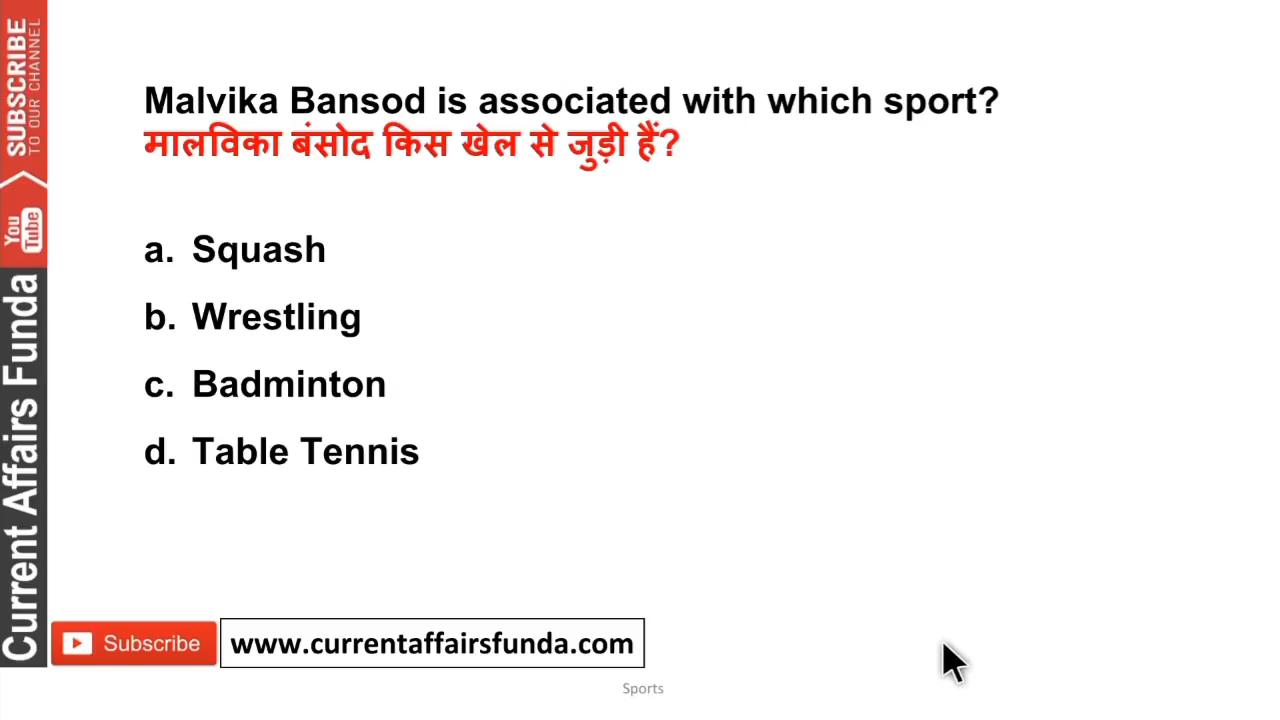 SUBSCRIBE
TO OUR CHANNEL
You Tube
Current Affairs Funda
Malvika Bansod is associated with which sport?
मालविका बंसोद किस खेल से जुड़ी हैं?
a. Squash
b. Wrestling
c. Badminton
d. Table Tennis
Subscribe
www.currentaffairsfunda.com
Sports